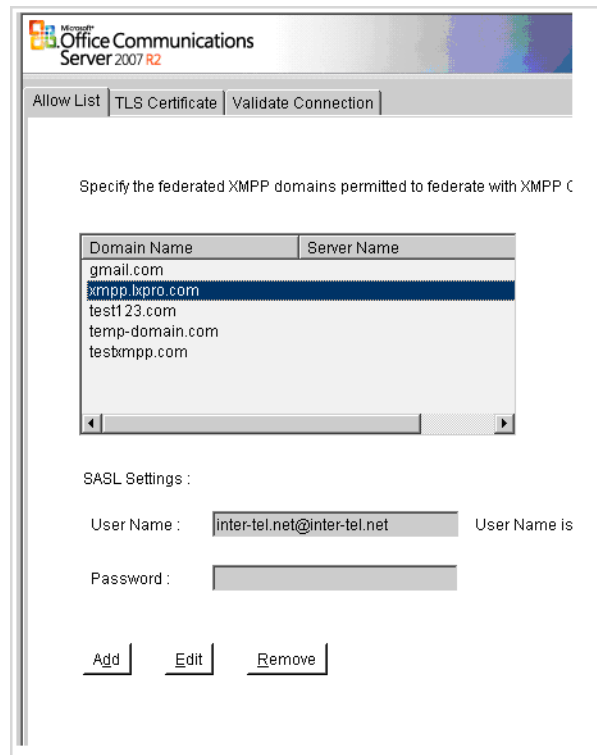 Microsoft®
Office Communications
Server 2007 R2
Allow List TLS Certificate Validate Connection
Specify the federated XMPP domains permitted to federate with XMPP
Domain Name Server Name
gmail.com
xmpp.lxpro.com
test123.com
temp-domain.com
testxmpp.com
SASL Settings :
User Name : inter-tel.net@inter-tel.net User Name is
Password :
Add Edit Remove